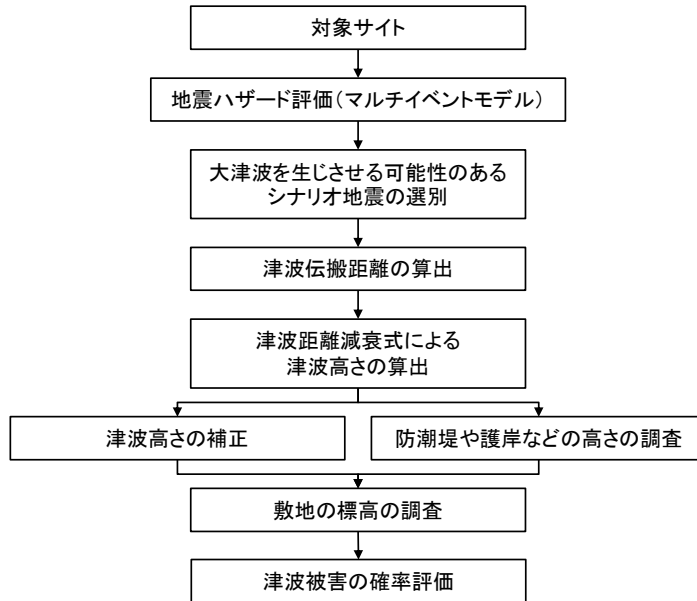 対象サイト
地震ハザード評価（マルチイベントモデル）
大津波を生じさせる可能性のある
シナリオ地震の選別
津波伝搬距離の算出
津波距離減衰式による
津波高さの算出
津波高さの補正
防潮堤や護岸などの高さの調査
敷地の標高の調査
津波被害の確率評価